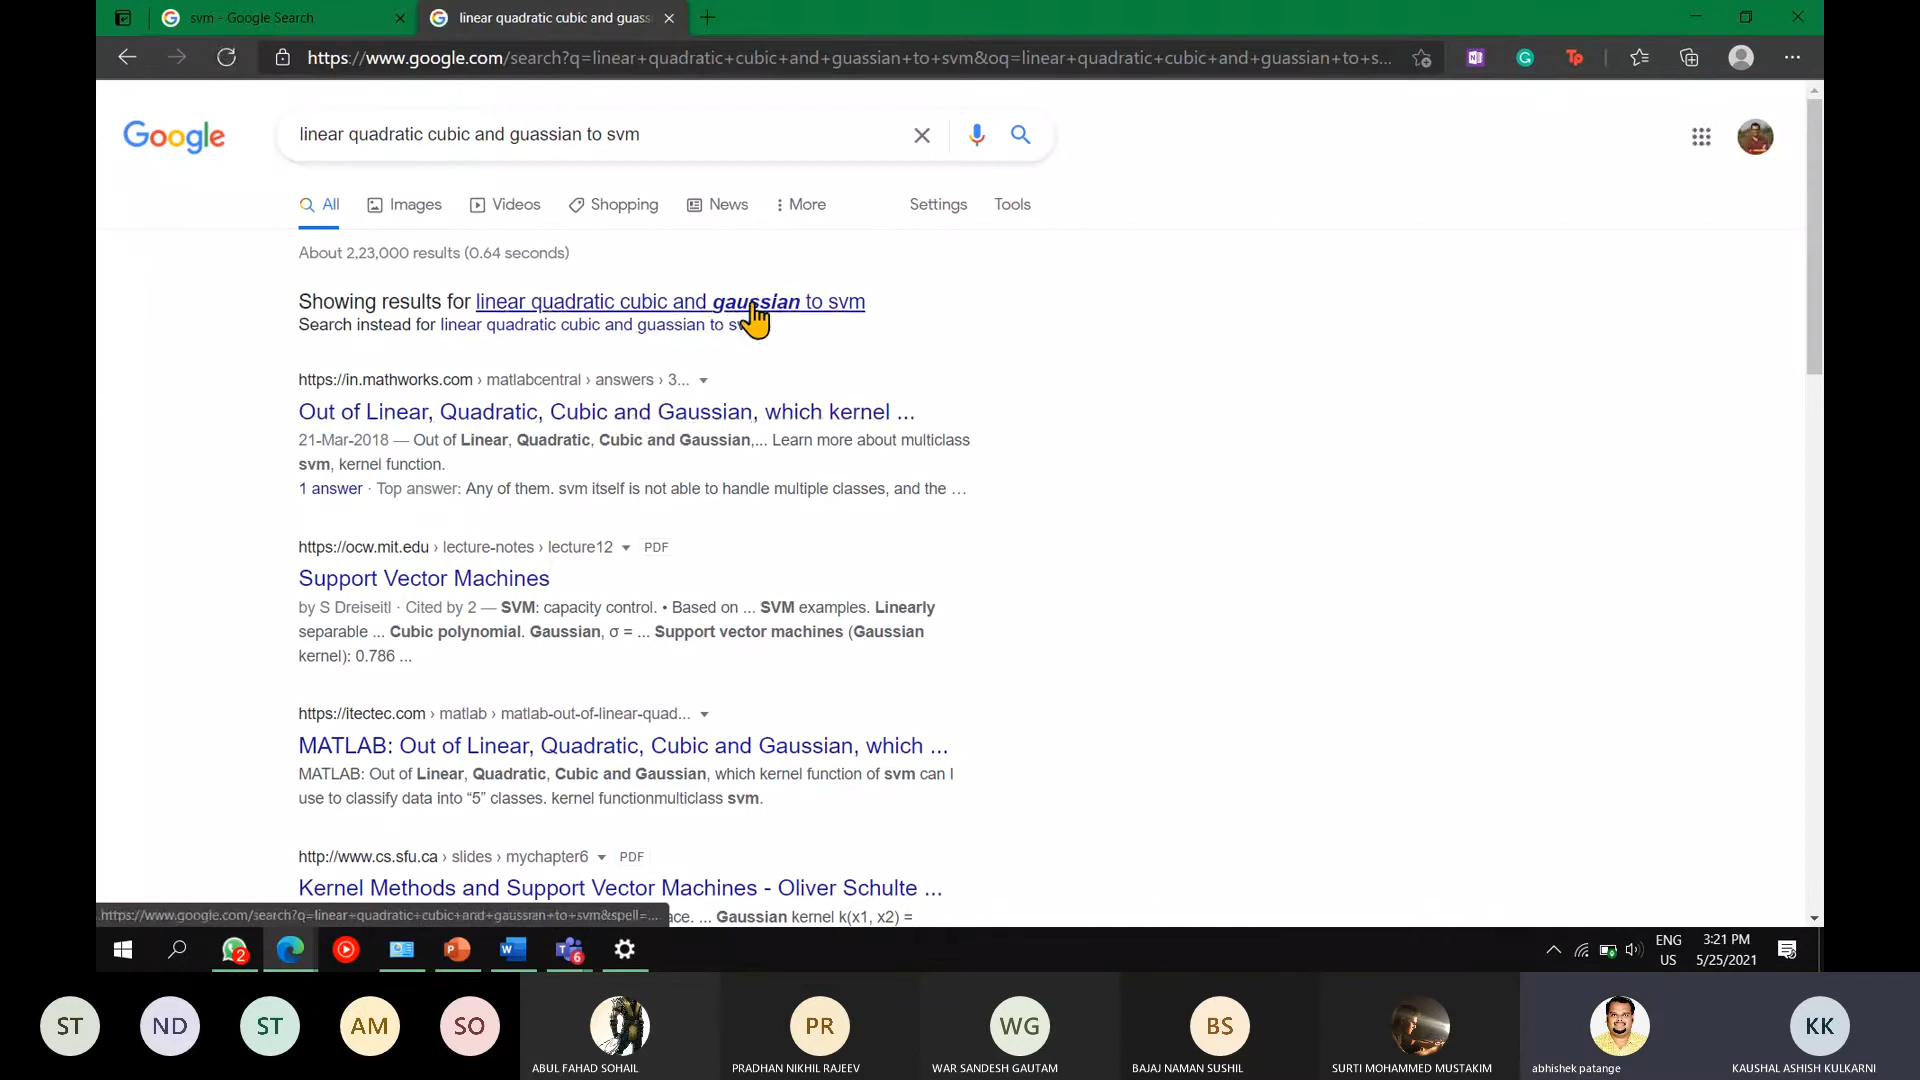 svm - Google Search
linear quadratic cubic and guass
https://www.google.com/search?q=linear+quadratic+cubic+and+guassian+to+svm&oq=linear+quadratic+cubic+and+guassian+to+s...
Google
linear quadratic cubic and guassian to svm
All Images Videos Shopping News More Settings Tools
About 2,23,000 results (0.64 seconds)
Showing results for linear quadratic cubic and gaussian to svm
Search instead for linear quadratic cubic and guassian to
https://in.mathworks.com › matlabcentral › answers › 3...
Out of Linear, Quadratic, Cubic and Gaussian, which kernel ...
21-Mar-2018 — Out of Linear, Quadratic, Cubic and Gaussian,... Learn more about multiclass
svm, kernel function.
1 answer · Top answer: Any of them. svm itself is not able to handle multiple classes, and the …
https://ocw.mit.edu › lecture-notes › lecture12 PDF
Support Vector Machines
by S Dreiseitl · Cited by 2 — SVM: capacity control. • Based on ... SVM examples. Linearly
separable ... Cubic polynomial. Gaussian, σ = ... Support vector machines (Gaussian
kernel): 0.786 ...
https://itectec.com › matlab › matlab-out-of-linear-quad...
MATLAB: Out of Linear, Quadratic, Cubic and Gaussian, which ...
MATLAB: Out of Linear, Quadratic, Cubic and Gaussian, which kernel function of svm can I
use to classify data into “5” classes. kernel functionmulticlass svm.
http://www.cs.sfu.ca › slides › mychapter6 PDF
Kernel Methods and Support Vector Machines - Oliver Schulte ...
https://www.google.com/search?q=linear+quadratic+cubic+and+gaussian+to+svm&spell=...
ace. ... Gaussian kernel k(x1, x2) =
2
6
ENG
US
3:21 PM
5/25/2021
ST ND ST AM SO PR WG BS KK
ABUL FAHAD SOHAIL
PRADHAN NIKHIL RAJEEV
WAR SANDESH GAUTAM
BAJAJ NAMAN SUSHIL
SURTI MOHAMMED MUSTAKIM
abhishek patange
KAUSHAL ASHISH KULKARNI